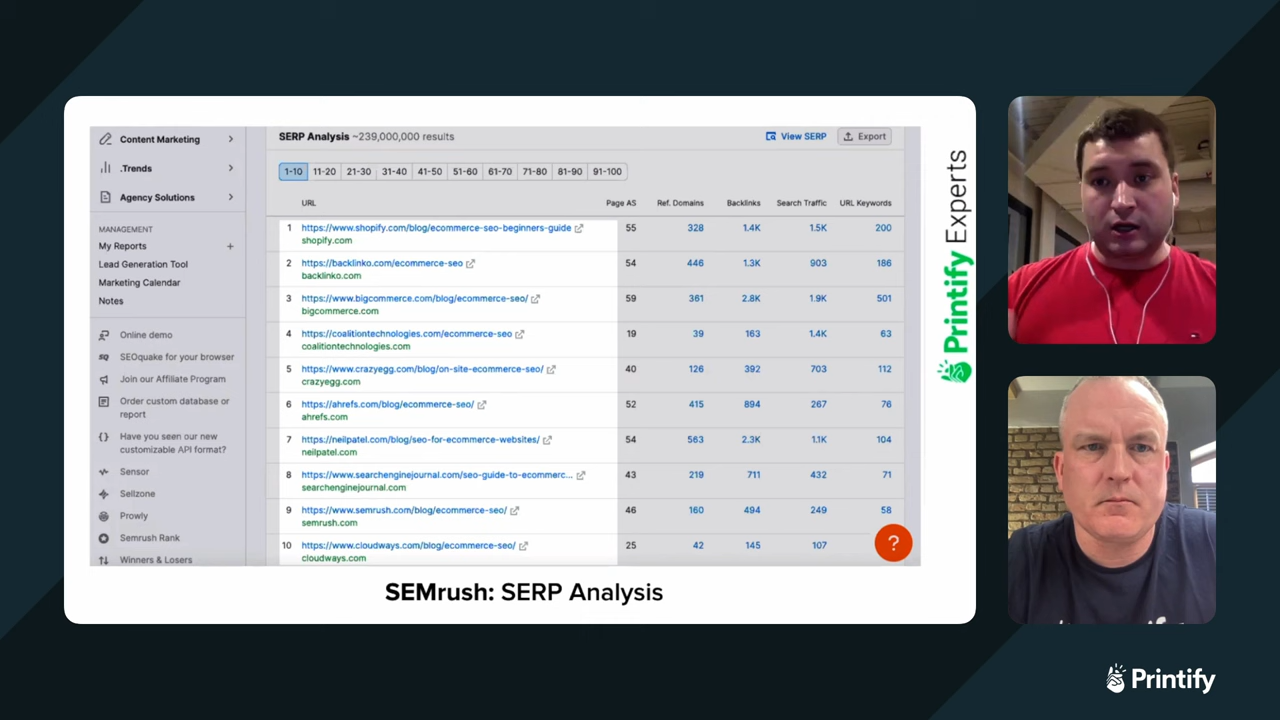 Content Marketing
.Trends
Agency Solutions
MANAGEMENT
My Reports +
Lead Generation Tool
Marketing Calendar
Notes
Online demo
SEOquake for your browser
Join our Affiliate Program
Order custom database or
report
Have you seen our new
customizable API format?
Sensor
Sellzone
Prowly
Semrush Rank
Winners & Losers
SERP Analysis ~239,000,000 results
View SERP Export
1-10 11-20 21-30 31-40 41-50 51-60 61-70 71-80 81-90 91-100
URL Page AS Ref. Domains Backlinks Search Traffic URL Keywords
1 https://www.shopify.com/blog/ecommerce-seo-beginners-guide 55 328 1.4K 1.5K 200
shopify.com
2 https://backlinko.com/ecommerce-seo 54 446 1.3K 903 186
backlinko.com
3 https://www.bigcommerce.com/blog/ecommerce-seo/ 59 361 2.8K 1.9K 501
bigcommerce.com
4 https://coalitiontechnologies.com/ecommerce-seo 19 39 163 1.4K 63
coalitiontechnologies.com
5 https://www.crazyegg.com/blog/on-site-ecommerce-seo/ 40 126 392 703 112
crazyegg.com
6 https://ahrefs.com/blog/ecommerce-seo/ 52 415 894 267 76
ahrefs.com
7 https://neilpatel.com/blog/seo-for-ecommerce-websites/ 54 563 2.3K 1.1K 104
neilpatel.com
8 https://www.searchenginejournal.com/seo-guide-to-ecommerc... 43 219 711 432 71
searchenginejournal.com
9 https://www.semrush.com/blog/ecommerce-seo/ 46 160 494 249 58
semrush.com
10 https://www.cloudways.com/blog/ecommerce-seo/ 25 42 145 107
cloudways.com
?
SEMrush: SERP Analysis
Printify Experts
Printify